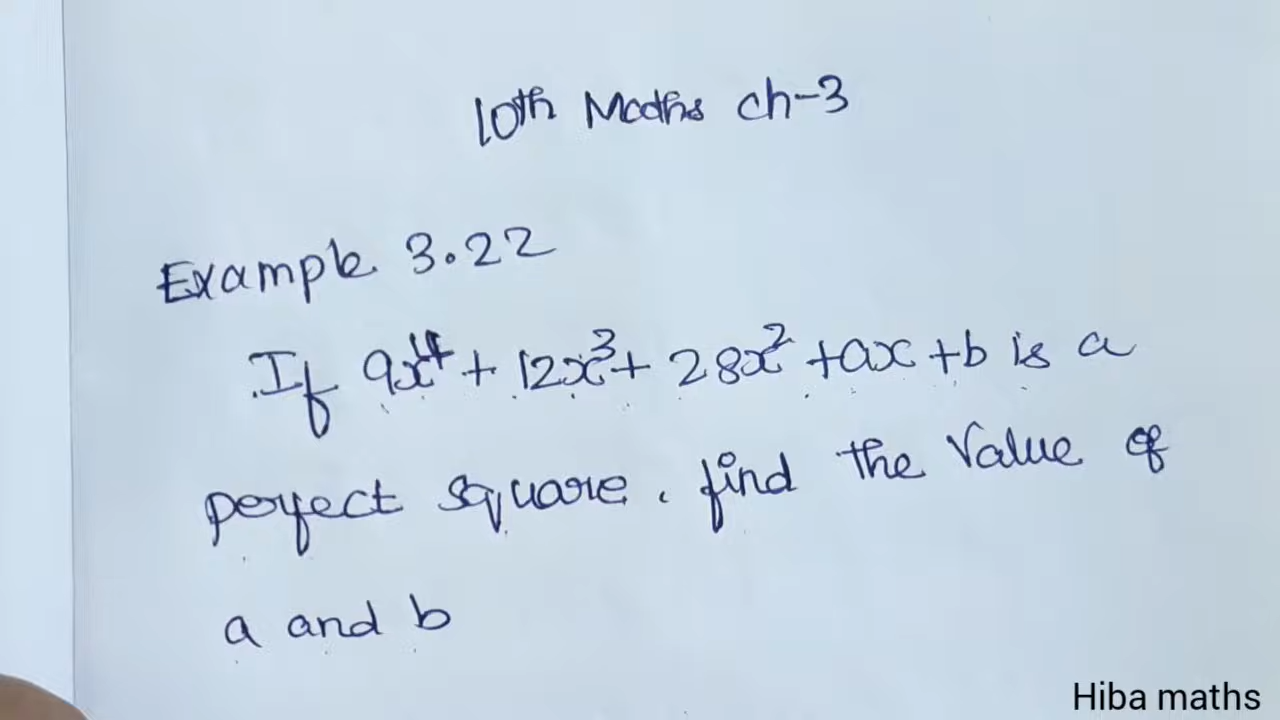 10th Maths ch-3
Example 3.22
If 9x⁴ + 12x³ + 28x² + ax + b is a
perfect square, find the Value of
a and b
Hiba maths